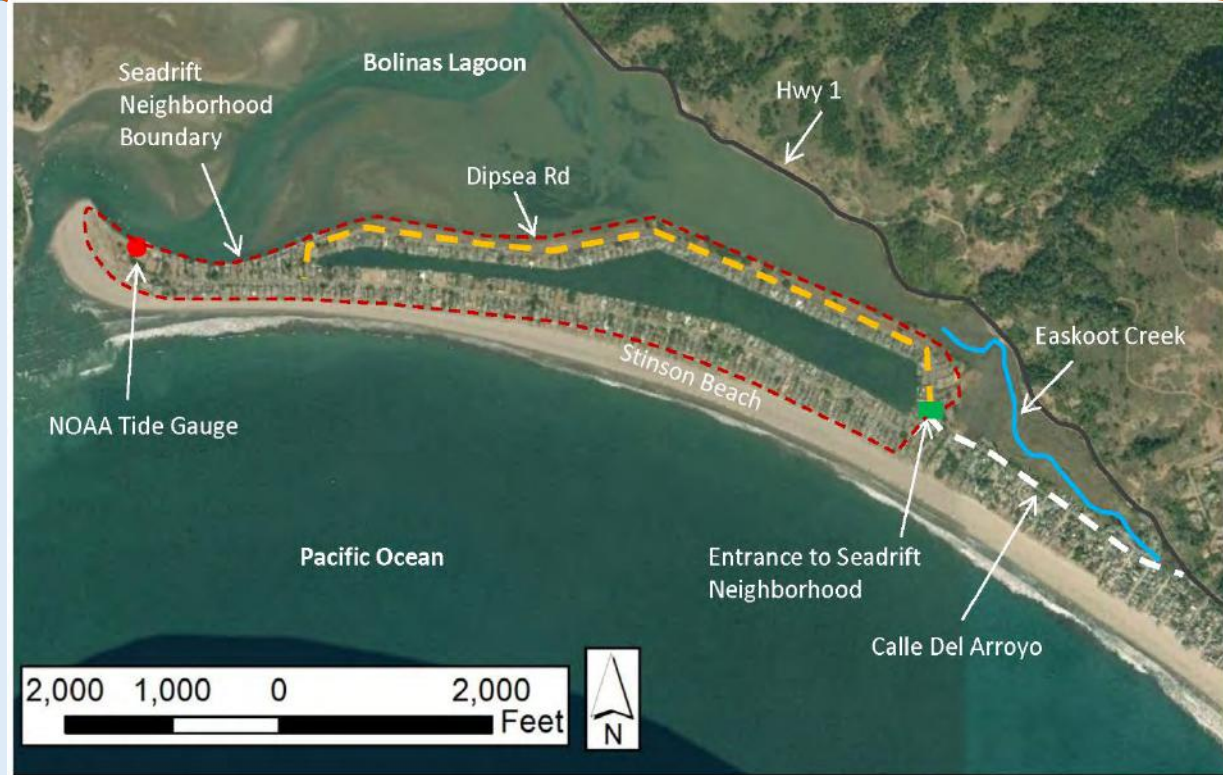 Bolinas Lagoon
Seadrift
Neighborhood
Boundary
Hwy 1
Dipsea Rd
Easkoot Creek
Stinson Beach
NOAA Tide Gauge
Pacific Ocean
Entrance to Seadrift
Neighborhood
Calle Del Arroyo
2,000 1,000 0 2,000
Feet
N